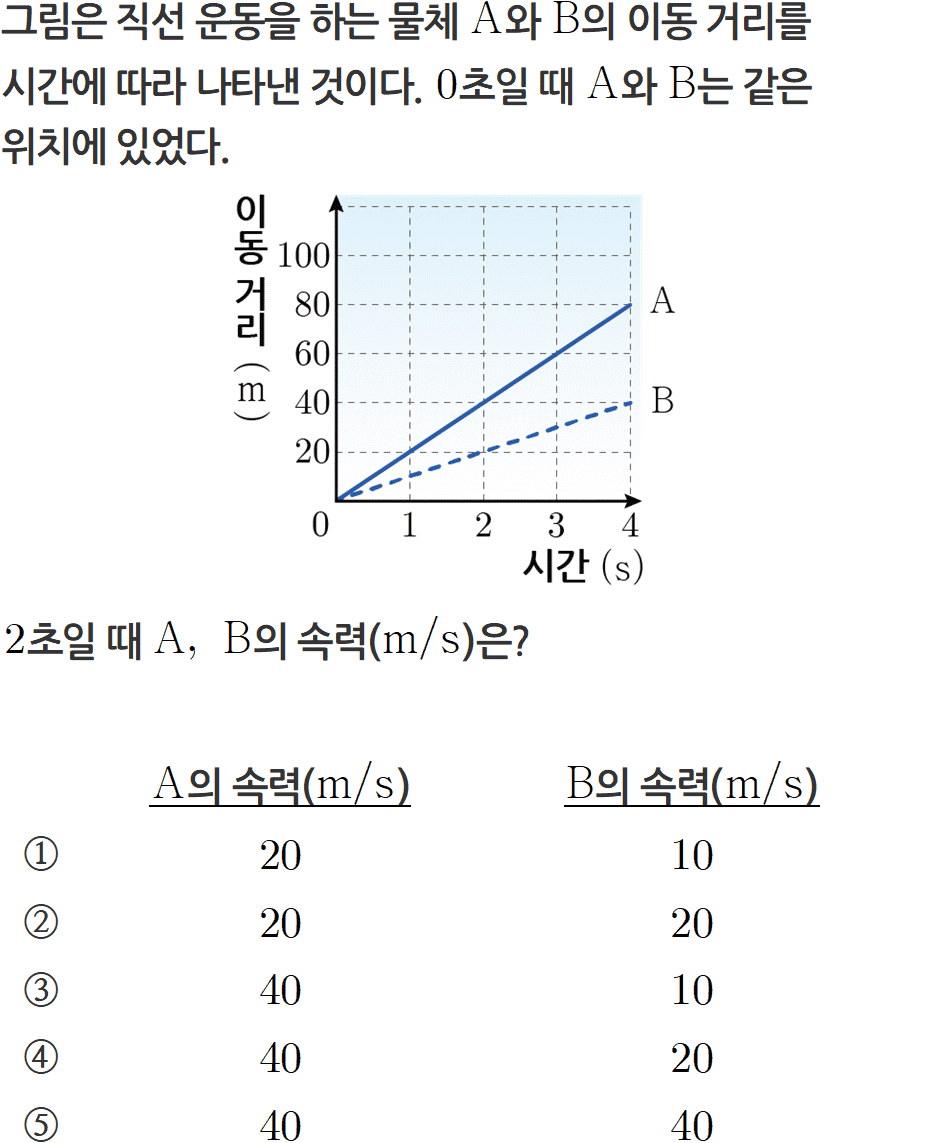 그림은 직선 운동을 하는 물체 A와 B의 이동 거리를
시간에 따라 나타낸 것이다. 0초일 때 A와 B는 같은
위치에 있었다.
이동 거리 (m)
100
80
60
40
20
0 1 2 3 4
시간 (s)
A
B
2초일 때 A, B의 속력(m/s)은?
A의 속력(m/s) B의 속력(m/s)
① 20 10
② 20 20
③ 40 10
④ 40 20
⑤ 40 40